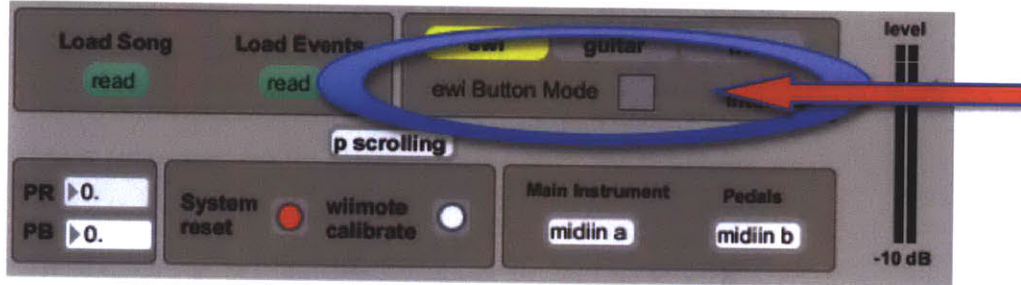 Load Song
read
Load Events
read
ewi
guitar
ewi Button Mode
level
p scrolling
PR 0.
PB 0.
System reset
wiimote calibrate
Main Instrument
midiin a
Pedals
midiin b
-10 dB